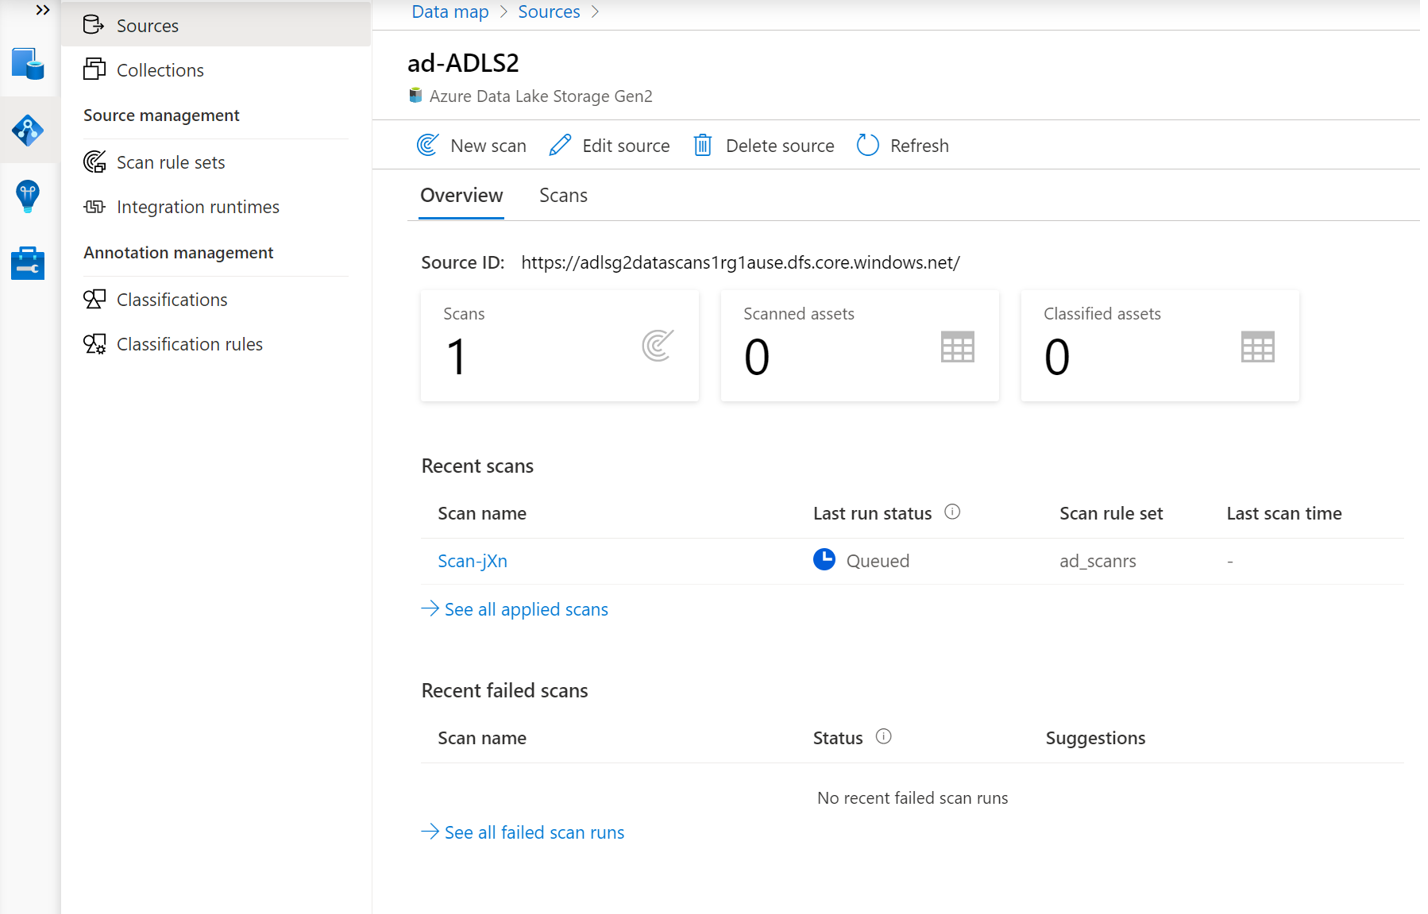 Sources
Collections
Source management
Scan rule sets
Integration runtimes
Annotation management
Classifications
Classification rules
Data map > Sources >
ad-ADLS2
Azure Data Lake Storage Gen2
New scan Edit source Delete source Refresh
Overview Scans
Source ID: https://adlsg2datascans1rg1ause.dfs.core.windows.net/
Scans Scanned assets Classified assets
1 0 0
Recent scans
Scan name Last run status Scan rule set Last scan time
Scan-jXn Queued ad_scanrs -
See all applied scans
Recent failed scans
Scan name Status Suggestions
No recent failed scan runs
See all failed scan runs